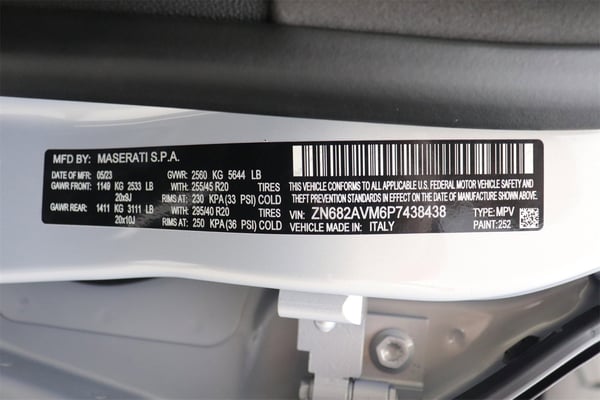 MFD BY: MASERATI S.P.A.
DATE OF MFR: 05/23 GVWR: 2560 KG 5644 LB
GAWR FRONT: 1149 KG 2533 LB WITH: 255/45 R20 TIRES
20x9J RIMS AT: 230 KPA (33 PSI) COLD
GAWR REAR: 1411 KG 3111 LB WITH: 295/40 R20 TIRES
20x10J RIMS AT: 250 KPA (36 PSI) COLD
THIS VEHICLE CONFORMS TO ALL APPLICABLE U.S. FEDERAL MOTOR VEHICLE SAFETY AND
THEFT PREVENTION STANDARDS IN EFFECT ON THE DATE OF MANUFACTURE SHOWN ABOVE.
VIN: ZN682AVM6P7438438 TYPE: MPV
VEHICLE MADE IN: ITALY PAINT: 252